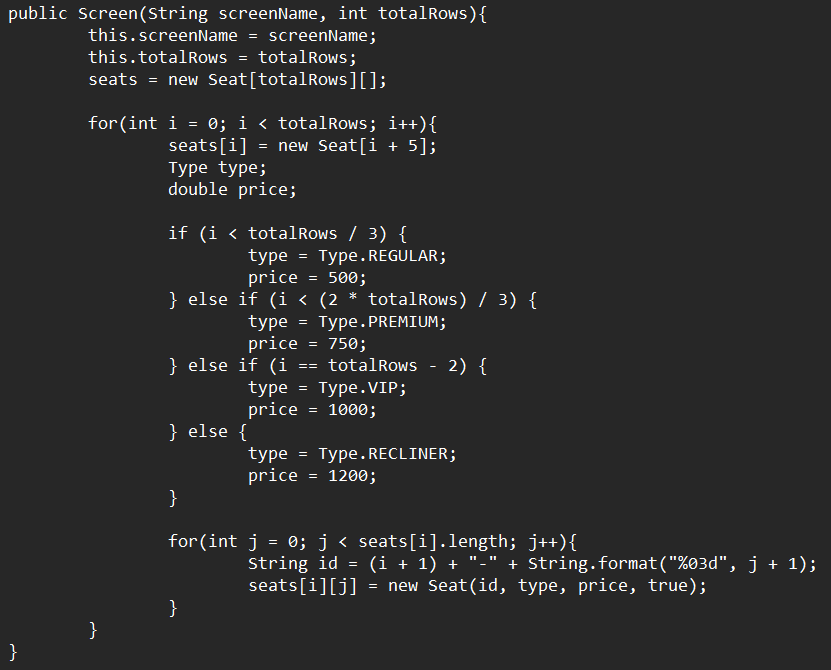 public Screen(String screenName, int totalRows){
        this.screenName = screenName;
        this.totalRows = totalRows;
        seats = new Seat[totalRows][];

        for(int i = 0; i < totalRows; i++){
                seats[i] = new Seat[i + 5];
                Type type;
                double price;

                if (i < totalRows / 3) {
                        type = Type.REGULAR;
                        price = 500;
                } else if (i < (2 * totalRows) / 3) {
                        type = Type.PREMIUM;
                        price = 750;
                } else if (i == totalRows - 2) {
                        type = Type.VIP;
                        price = 1000;
                } else {
                        type = Type.RECLINER;
                        price = 1200;
                }

                for(int j = 0; j < seats[i].length; j++){
                        String id = (i + 1) + "-" + String.format("%03d", j + 1);
                        seats[i][j] = new Seat(id, type, price, true);
                }
        }
}